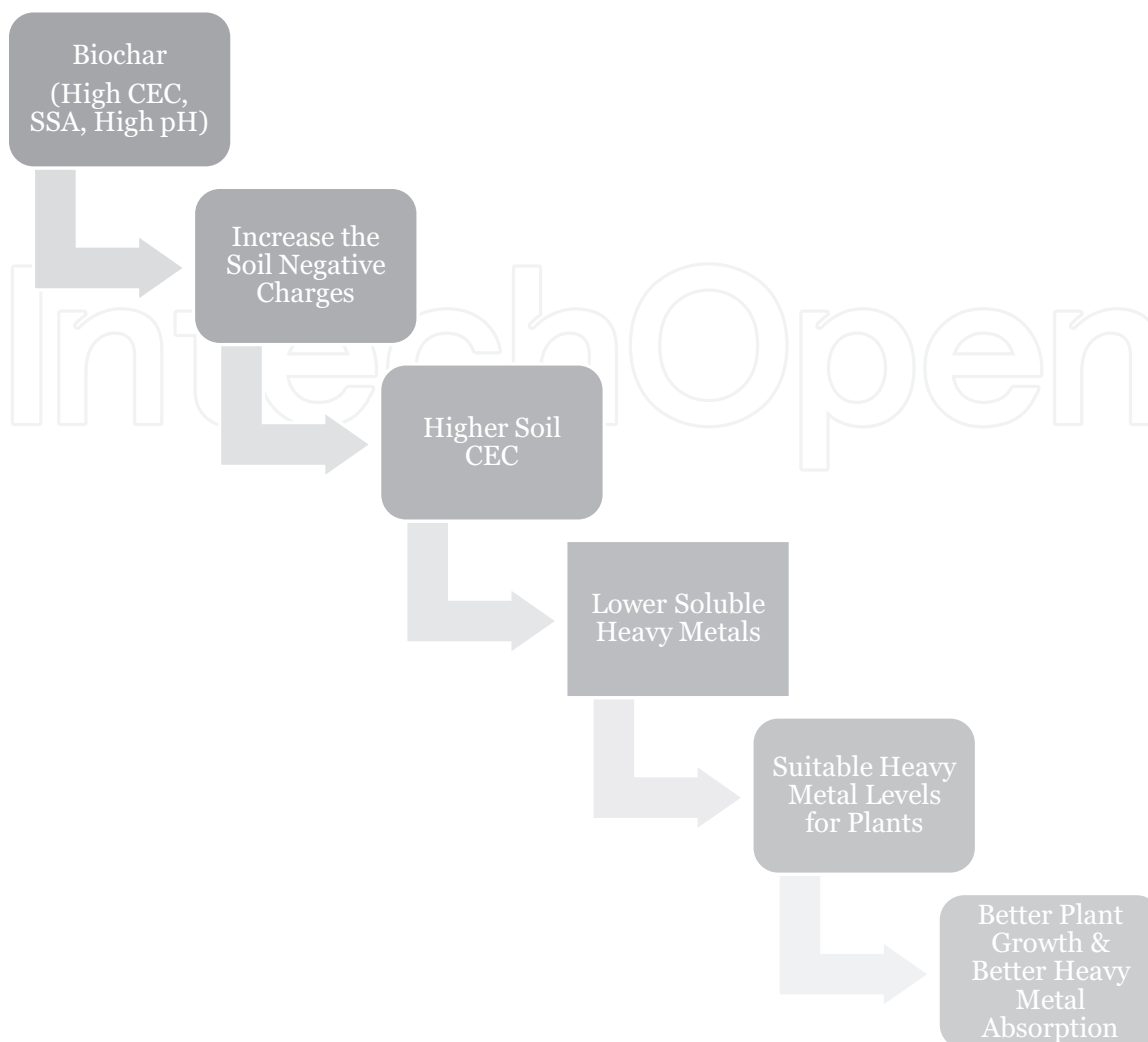 Biochar
(High CEC,
SSA, High pH)
Increase the
Soil Negative
Charges
IntechOpen
Higher Soil
CEC
Lower Soluble
Heavy Metals
Suitable Heavy
Metal Levels
for Plants
Better Plant
Growth &
Better Heavy
Metal
Absorption